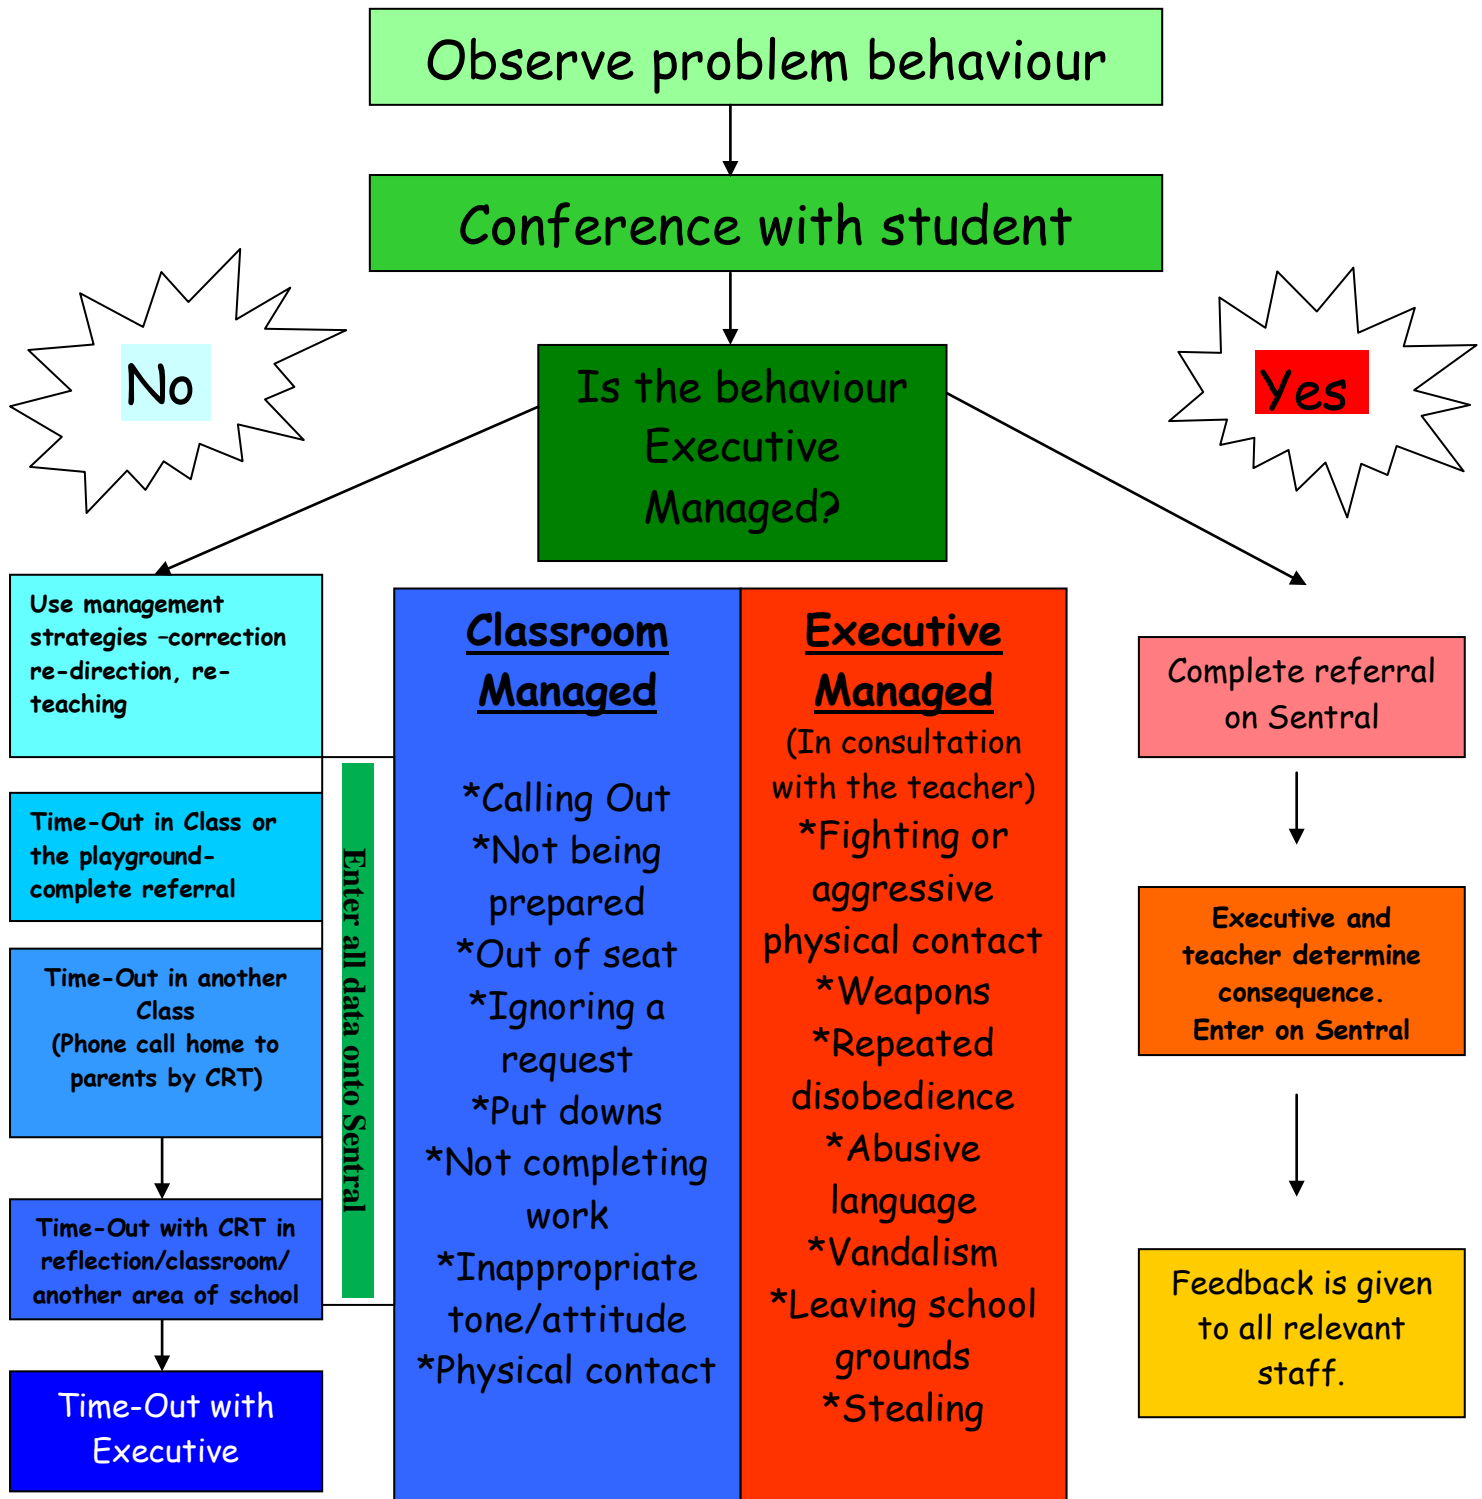 Observe problem behaviour
Conference with student
No
Yes
Is the behaviour
Executive
Managed?
Use management
strategies –correction
re-direction, re-
teaching
Time-Out in Class or
the playground-
complete referral
Time-Out in another
Class
(Phone call home to
parents by CRT)
Time-Out with CRT in
reflection/classroom/
another area of school
Time-Out with
Executive
Enter all data onto Sentral
Classroom
Managed
*Calling Out
*Not being
prepared
*Out of seat
*Ignoring a
request
*Put downs
*Not completing
work
*Inappropriate
tone/attitude
*Physical contact
Executive
Managed
(In consultation
with the teacher)
*Fighting or
aggressive
physical contact
*Weapons
*Repeated
disobedience
*Abusive
language
*Vandalism
*Leaving school
grounds
*Stealing
Complete referral
on Sentral
Executive and
teacher determine
consequence.
Enter on Sentral
Feedback is given
to all relevant
staff.